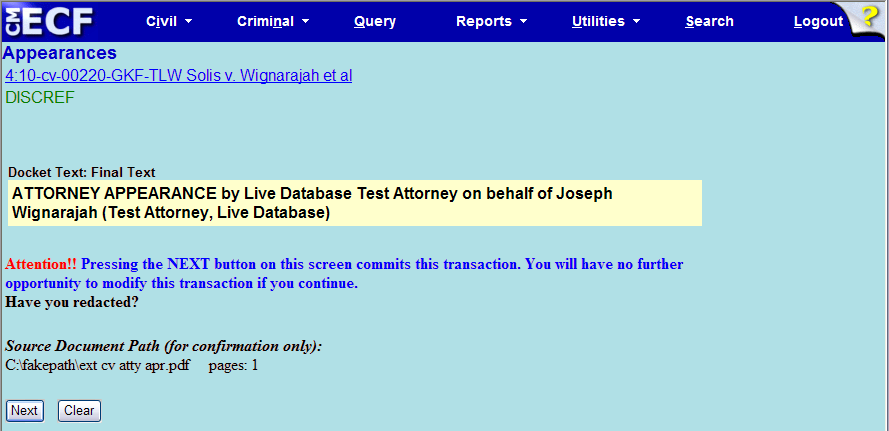 CM ECF Civil Criminal Query Reports Utilities Search Logout ?
Appearances
4:10-cv-00220-GKF-TLW Solis v. Wignarajah et al
DISCREF
Docket Text: Final Text
ATTORNEY APPEARANCE by Live Database Test Attorney on behalf of Joseph
Wignarajah (Test Attorney, Live Database)
Attention!! Pressing the NEXT button on this screen commits this transaction. You will have no further
opportunity to modify this transaction if you continue.
Have you redacted?
Source Document Path (for confirmation only):
C:\fakepath\ext cv atty apr.pdf pages: 1
Next Clear